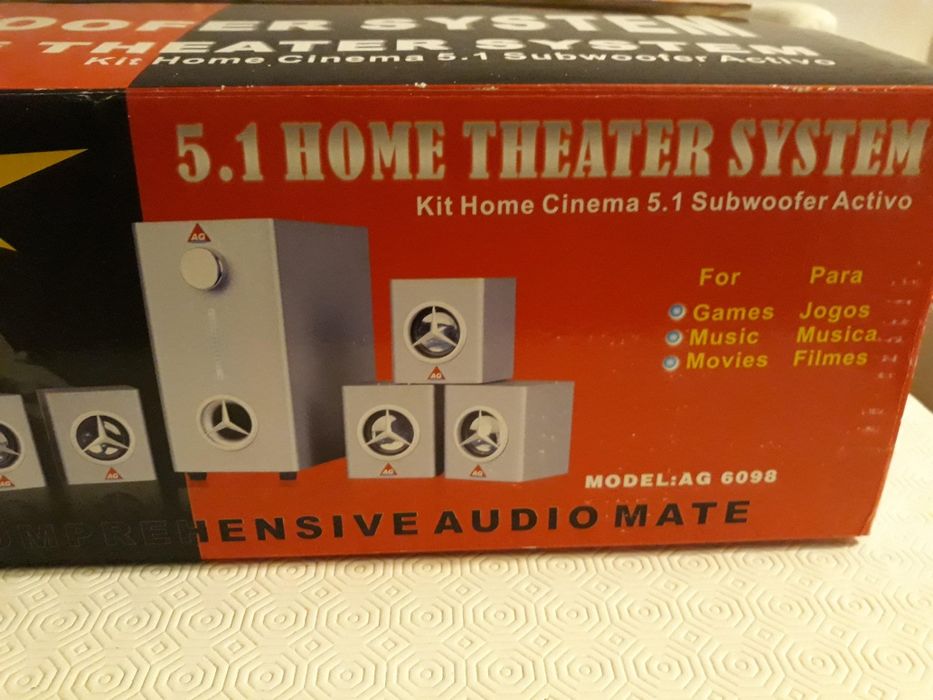 OOFER SYSTEM
THEATER SYSTEM
Kit Home Cinema 5.1 Subwoofer Activo
5.1 HOME THEATER SYSTEM
Kit Home Cinema 5.1 Subwoofer Activo
For Para
Games Jogos
Music Musica
Movies Filmes
AG
AG
AG
AG
AG
AG
MODEL:AG 6098
OMPREHENSIVE AUDIO MATE